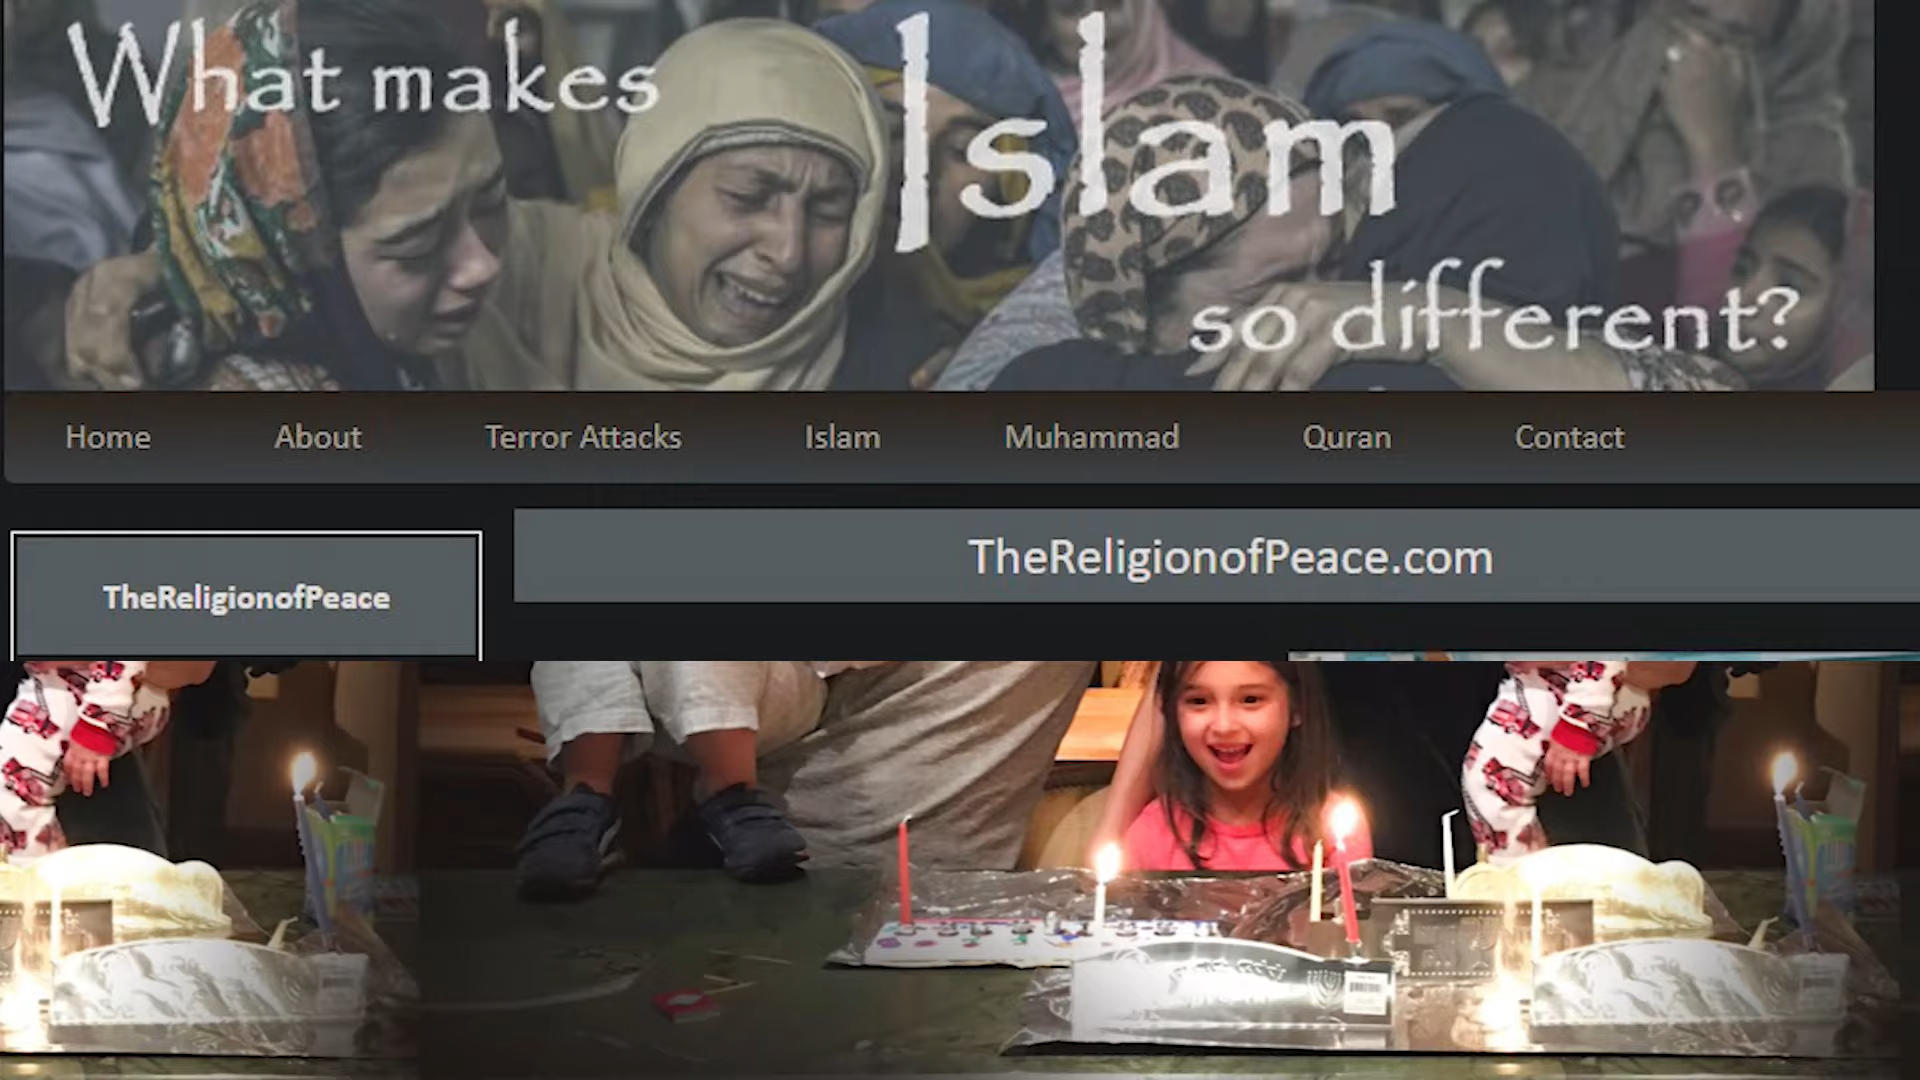 What makes
Islam
so different?
Home About Terror Attacks Islam Muhammad Quran Contact
TheReligionofPeace.com
TheReligionofPeace